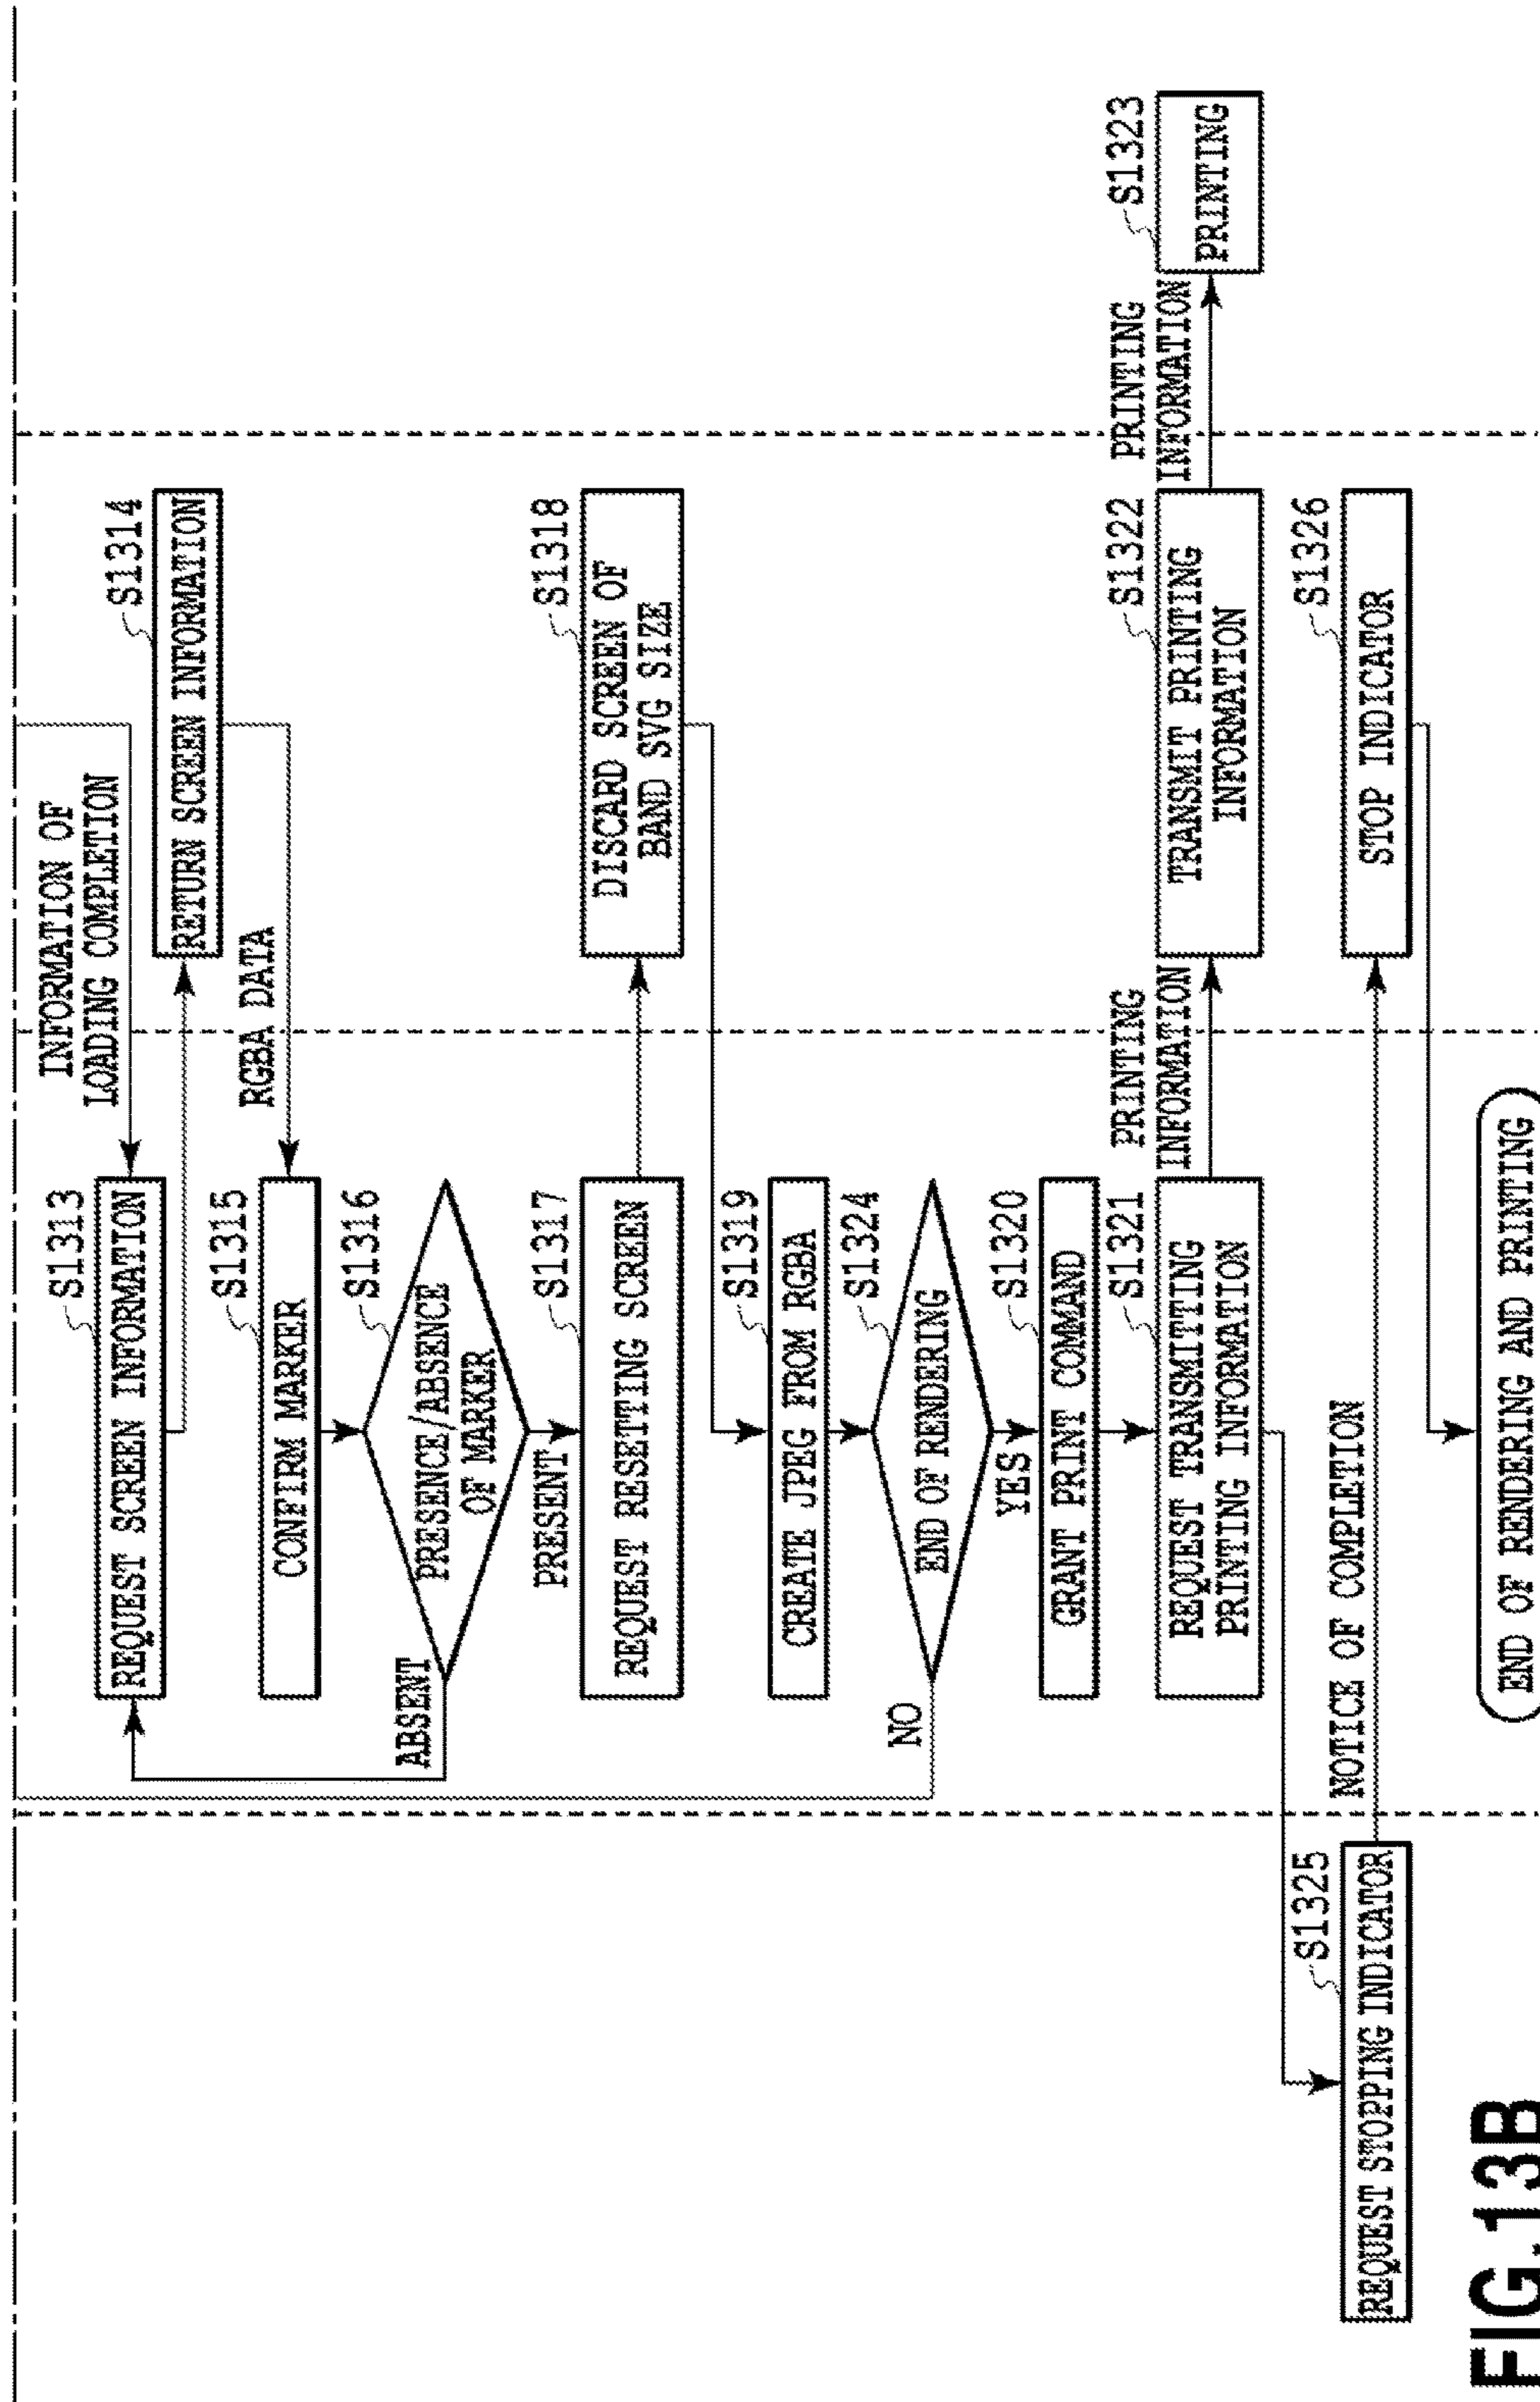 INFORMATION OF
LOADING COMPLETION
S1313
REQUEST SCREEN INFORMATION
S1314
RETURN SCREEN INFORMATION
RGBA DATA
S1315
CONFIRM MARKER
S1316
PRESENCE/ABSENCE
OF MARKER
ABSENT
PRESENT
S1317
REQUEST RESETTING SCREEN
S1318
DISCARD SCREEN OF
BAND SVG SIZE
S1319
CREATE JPEG FROM RGBA
S1324
END OF RENDERING
NO
YES
S1320
GRANT PRINT COMMAND
S1321
REQUEST TRANSMITTING
PRINTING INFORMATION
PRINTING
INFORMATION
S1322
TRANSMIT PRINTING
INFORMATION
PRINTING
INFORMATION
S1323
PRINTING
S1325
REQUEST STOPPING INDICATOR
NOTICE OF COMPLETION
S1326
STOP INDICATOR
END OF RENDERING AND PRINTING
FIG.13B